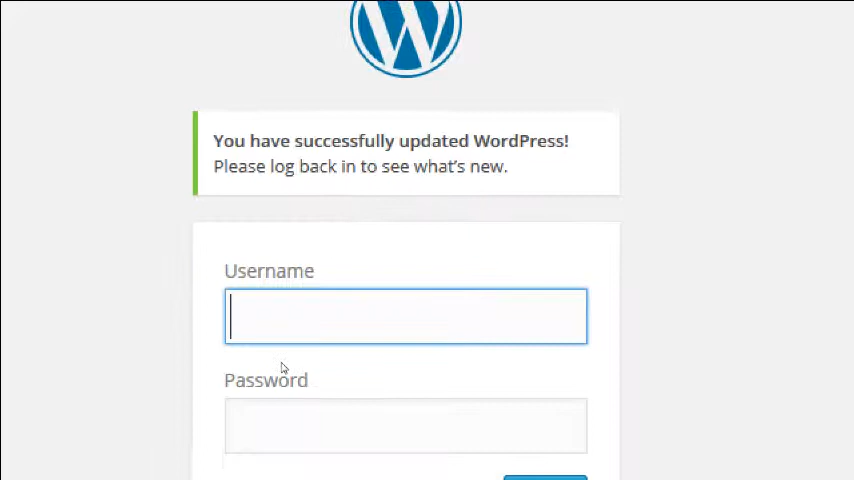 You have successfully updated WordPress!
Please log back in to see what's new.
Username
Password